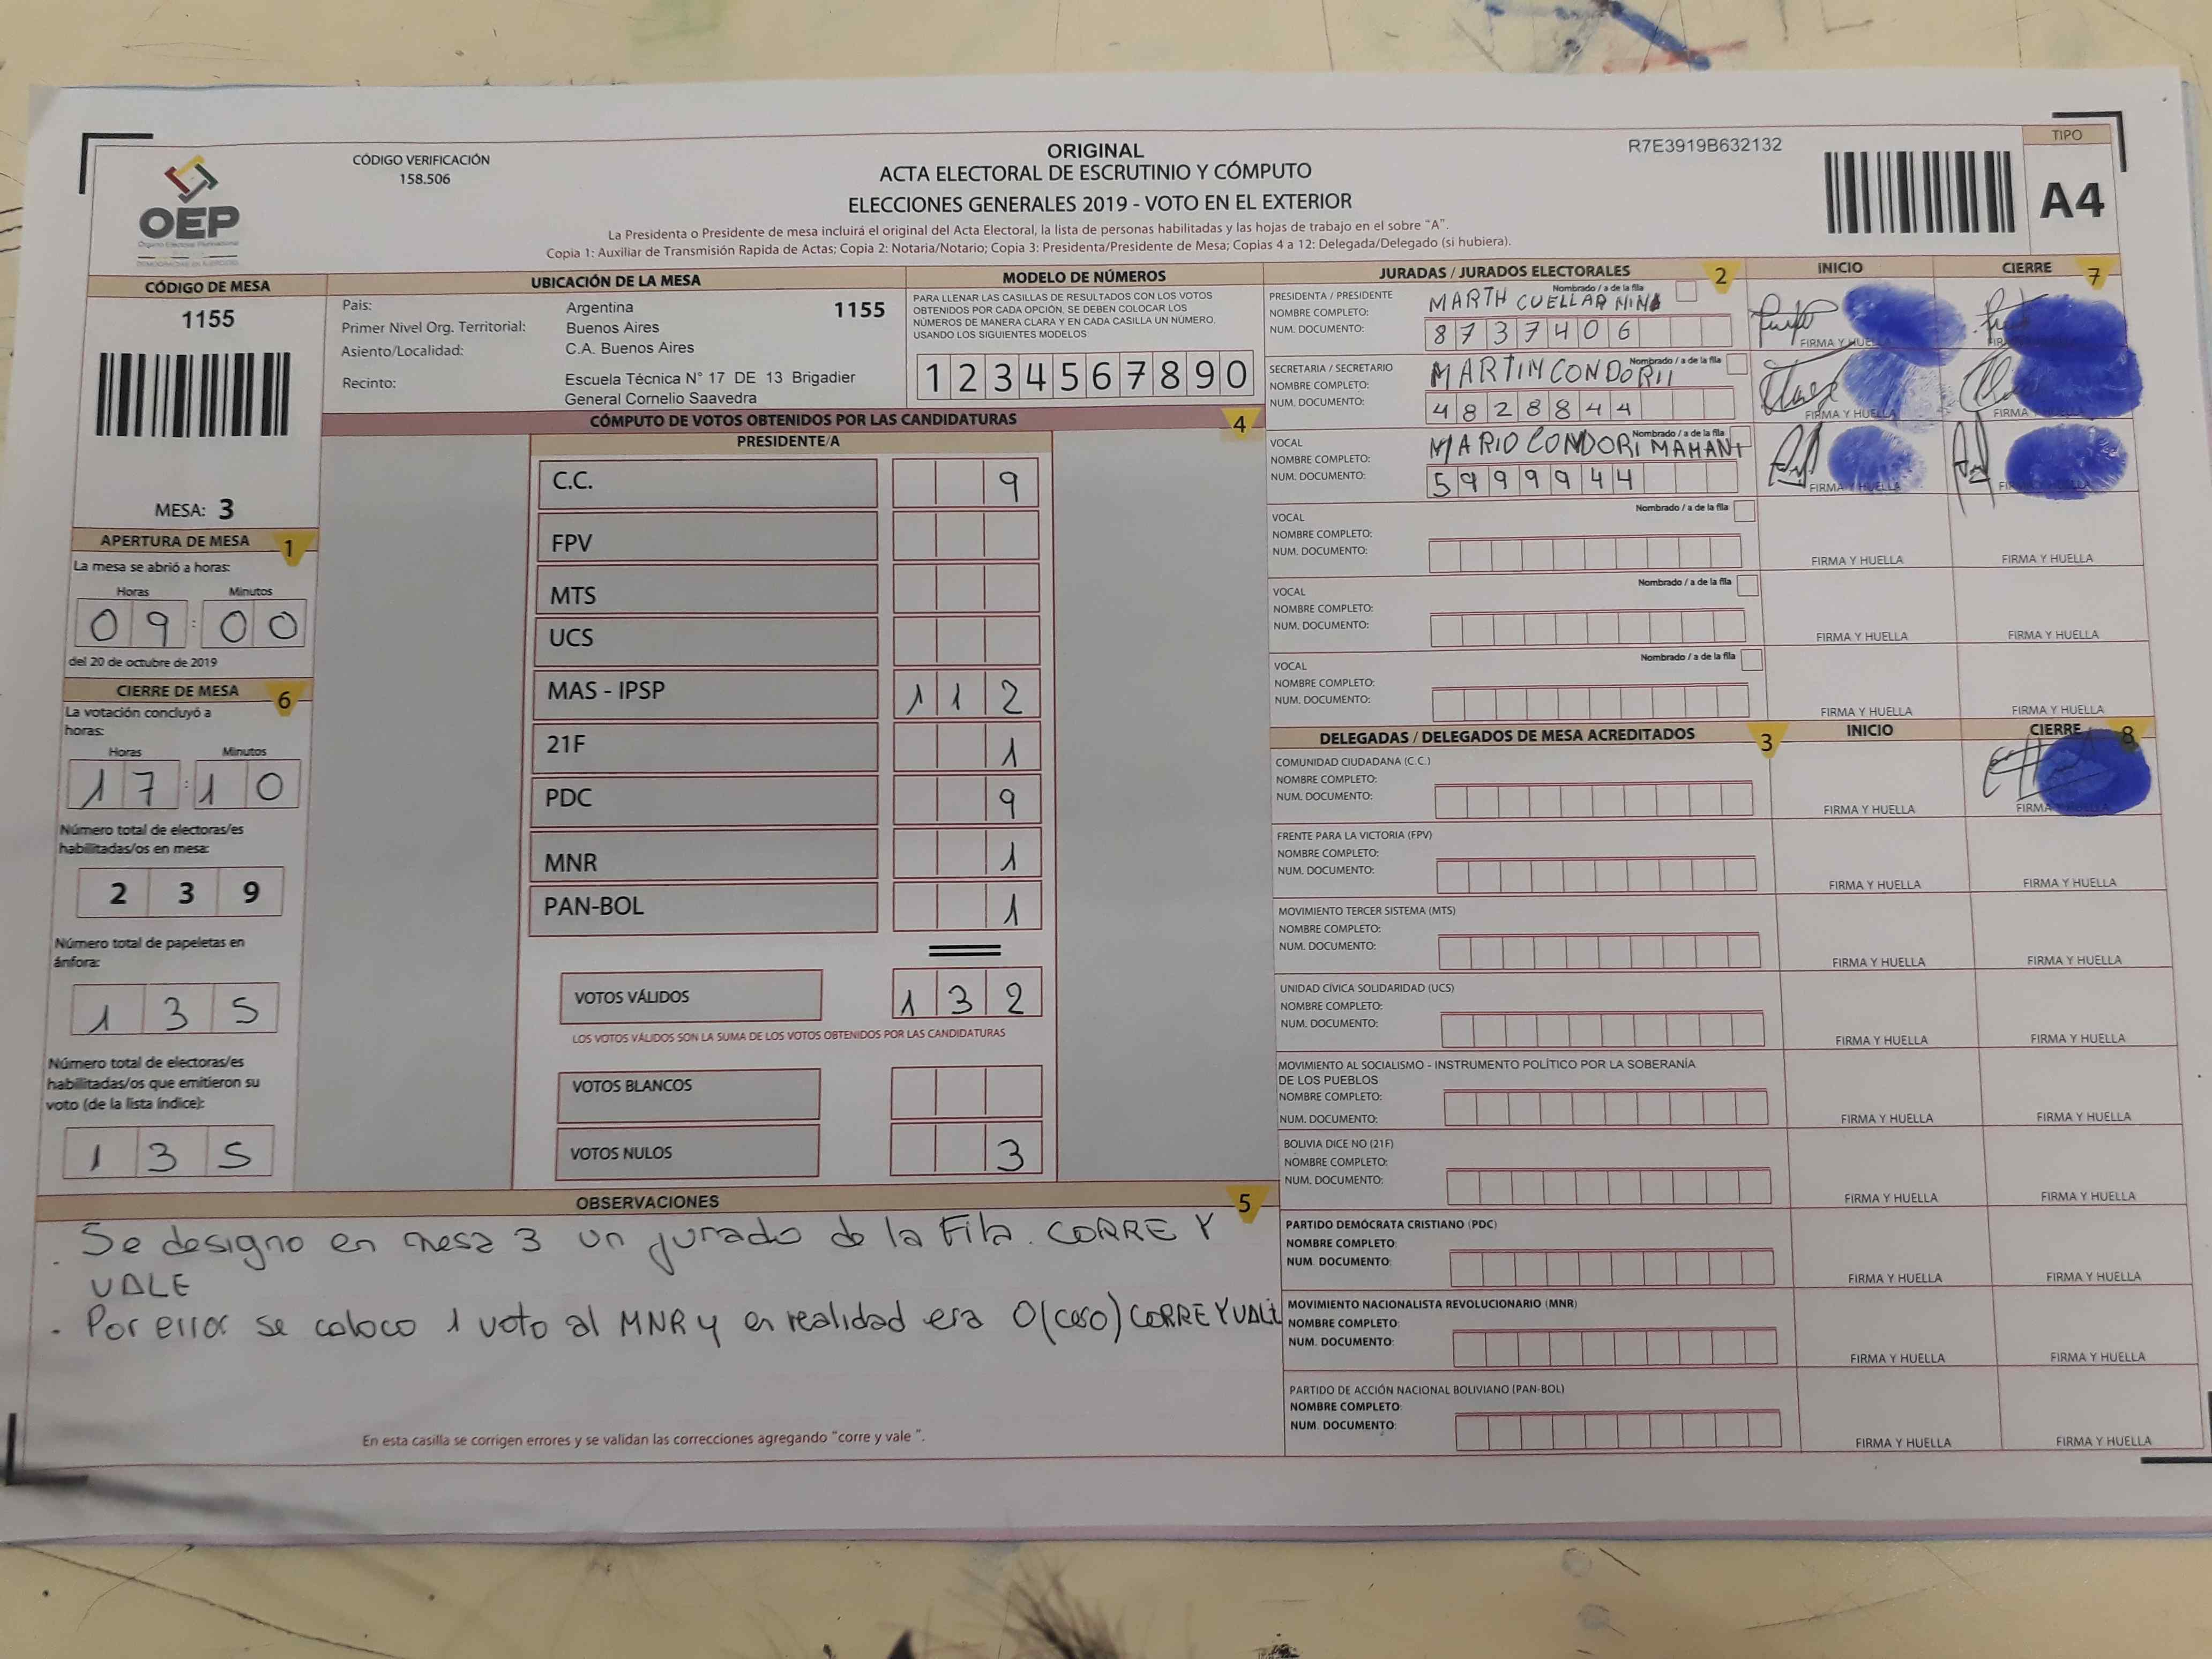 ORIGINAL
ACTA ELECTORAL DE ESCRUTINIO Y CÓMPUTO
ELECCIONES GENERALES 2019 - VOTO EN EL EXTERIOR
La Presidenta o Presidente de mesa incluirá el original del Acta Electoral, la lista de personas habilitadas y las hojas de trabajo en el sobre "A".
Copia 1: Auxiliar de Transmisión Rapida de Actas; Copia 2: Notaria/Notario; Copia 3: Presidenta/Presidente de Mesa; Copias 4 a 12: Delegada/Delegado (si hubiera).
OEP
Órgano Electoral Plurinacional
CÓDIGO VERIFICACIÓN
158.506
R7E3919B632132
TIPO
A4
CÓDIGO DE MESA
1155
MESA: 3
APERTURA DE MESA 1
La mesa se abrió a horas:
Horas Minutos
09:00
del 20 de octubre de 2019
CIERRE DE MESA 6
La votación concluyó a
horas:
Horas Minutos
17:10
Número total de electoras/es
habilitadas/os en mesa:
239
Número total de papeletas en
ánfora:
135
Número total de electoras/es
habilitadas/os que emitieron su
voto (de la lista índice):
135
UBICACIÓN DE LA MESA
Pais: Argentina 1155
Primer Nivel Org. Territorial: Buenos Aires
Asiento/Localidad: C.A. Buenos Aires
Recinto: Escuela Técnica N° 17 DE 13 Brigadier
General Cornelio Saavedra
MODELO DE NÚMEROS
PARA LLENAR LAS CASILLAS DE RESULTADOS CON LOS VOTOS
OBTENIDOS POR CADA OPCIÓN, SE DEBEN COLOCAR LOS
NÚMEROS DE MANERA CLARA Y EN CADA CASILLA UN NÚMERO,
USANDO LOS SIGUIENTES MODELOS
1 2 3 4 5 6 7 8 9 0
CÓMPUTO DE VOTOS OBTENIDOS POR LAS CANDIDATURAS 4
PRESIDENTE/A
C.C. 9
FPV
MTS
UCS
MAS - IPSP 112
21F 1
PDC 9
MNR 1
PAN-BOL 1
VOTOS VÁLIDOS 132
LOS VOTOS VÁLIDOS SON LA SUMA DE LOS VOTOS OBTENIDOS POR LAS CANDIDATURAS
VOTOS BLANCOS
VOTOS NULOS 3
OBSERVACIONES 5
. Se designo en mesa 3 un jurado de la Fila. CORRE Y
VALE
. Por error se coloco 1 voto al MNR y en realidad era 0 (cero) CORRE Y VALE
En esta casilla se corrigen errores y se validan las correcciones agregando "corre y vale ".
JURADAS / JURADOS ELECTORALES 2 INICIO CIERRE 7
PRESIDENTA / PRESIDENTE Nombrado / a de la fila
NOMBRE COMPLETO: MARTH CUELLAR NINA
NUM. DOCUMENTO: 8737406
FIRMA Y HUELLA
SECRETARIA / SECRETARIO Nombrado / a de la fila
NOMBRE COMPLETO: MARTIN CONDORI
NUM. DOCUMENTO: 4828844
FIRMA Y HUELLA FIRMA
VOCAL Nombrado / a de la fila
NOMBRE COMPLETO: MARIO CONDORI MAMANI
NUM. DOCUMENTO: 5999944
FIRMA Y HUELLA
VOCAL Nombrado / a de la fila
NOMBRE COMPLETO:
NUM. DOCUMENTO:
FIRMA Y HUELLA FIRMA Y HUELLA
VOCAL Nombrado / a de la fila
NOMBRE COMPLETO:
NUM. DOCUMENTO:
FIRMA Y HUELLA FIRMA Y HUELLA
VOCAL Nombrado / a de la fila
NOMBRE COMPLETO:
NUM. DOCUMENTO:
FIRMA Y HUELLA FIRMA Y HUELLA
DELEGADAS / DELEGADOS DE MESA ACREDITADOS 3 INICIO CIERRE 8
COMUNIDAD CIUDADANA (C.C.)
NOMBRE COMPLETO:
NUM. DOCUMENTO:
FIRMA Y HUELLA FIRMA
FRENTE PARA LA VICTORIA (FPV)
NOMBRE COMPLETO:
NUM. DOCUMENTO:
FIRMA Y HUELLA FIRMA Y HUELLA
MOVIMIENTO TERCER SISTEMA (MTS)
NOMBRE COMPLETO:
NUM. DOCUMENTO:
FIRMA Y HUELLA FIRMA Y HUELLA
UNIDAD CÍVICA SOLIDARIDAD (UCS)
NOMBRE COMPLETO:
NUM. DOCUMENTO:
FIRMA Y HUELLA FIRMA Y HUELLA
MOVIMIENTO AL SOCIALISMO - INSTRUMENTO POLÍTICO POR LA SOBERANÍA
DE LOS PUEBLOS
NOMBRE COMPLETO:
NUM. DOCUMENTO:
FIRMA Y HUELLA FIRMA Y HUELLA
BOLIVIA DICE NO (21F)
NOMBRE COMPLETO:
NUM. DOCUMENTO:
FIRMA Y HUELLA FIRMA Y HUELLA
PARTIDO DEMÓCRATA CRISTIANO (PDC)
NOMBRE COMPLETO:
NUM. DOCUMENTO:
FIRMA Y HUELLA FIRMA Y HUELLA
MOVIMIENTO NACIONALISTA REVOLUCIONARIO (MNR)
NOMBRE COMPLETO:
NUM. DOCUMENTO:
FIRMA Y HUELLA FIRMA Y HUELLA
PARTIDO DE ACCIÓN NACIONAL BOLIVIANO (PAN-BOL)
NOMBRE COMPLETO:
NUM. DOCUMENTO:
FIRMA Y HUELLA FIRMA Y HUELLA